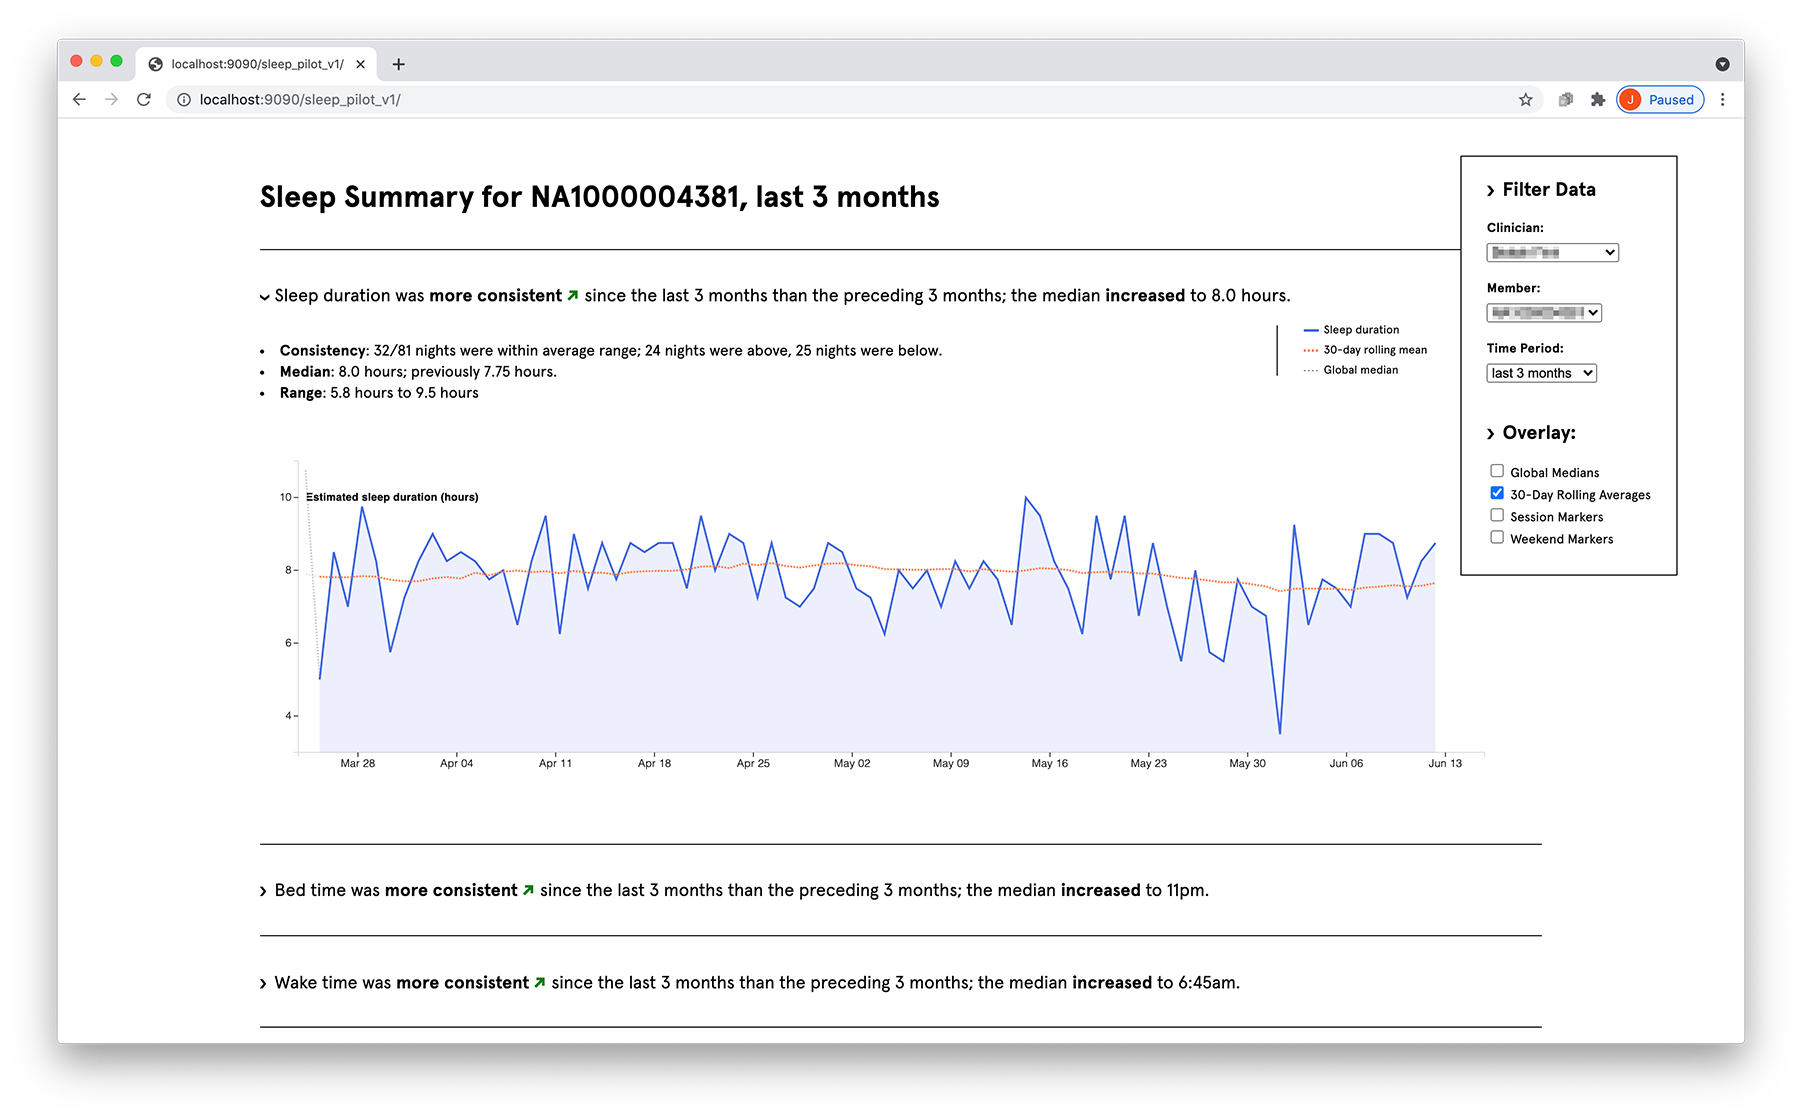 localhost:9090/sleep_pilot_v1/
localhost:9090/sleep_pilot_v1/
J Paused
Sleep Summary for NA1000004381, last 3 months
Filter Data
Clinician:
Member:
Time Period:
last 3 months
Overlay:
Global Medians
30-Day Rolling Averages
Session Markers
Weekend Markers
Sleep duration was more consistent since the last 3 months than the preceding 3 months; the median increased to 8.0 hours.
• Consistency: 32/81 nights were within average range; 24 nights were above, 25 nights were below.
• Median: 8.0 hours; previously 7.75 hours.
• Range: 5.8 hours to 9.5 hours
Sleep duration
30-day rolling mean
Global median
Estimated sleep duration (hours)
10
8
6
4
Mar 28 Apr 04 Apr 11 Apr 18 Apr 25 May 02 May 09 May 16 May 23 May 30 Jun 06 Jun 13
Bed time was more consistent since the last 3 months than the preceding 3 months; the median increased to 11pm.
Wake time was more consistent since the last 3 months than the preceding 3 months; the median increased to 6:45am.